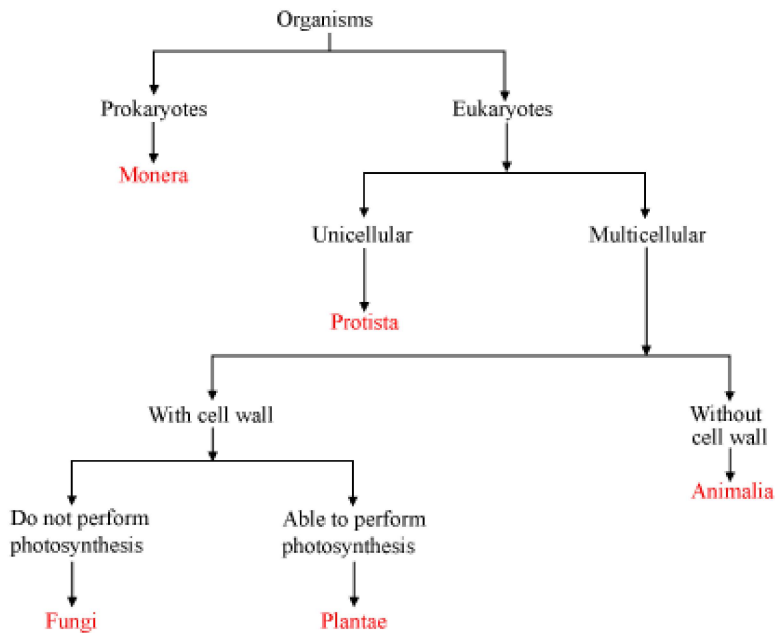 Organisms
Prokaryotes
Eukaryotes
Monera
Unicellular
Multicellular
Protista
With cell wall
Without
cell wall
Animalia
Do not perform
photosynthesis
Able to perform
photosynthesis
Fungi
Plantae